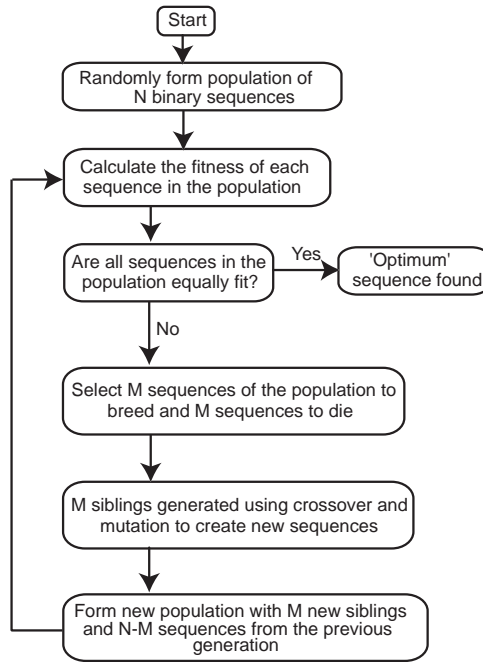 Start
Randomly form population of
N binary sequences
Calculate the fitness of each
sequence in the population
Are all sequences in the
population equally fit?
Yes
'Optimum'
sequence found
No
Select M sequences of the population to
breed and M sequences to die
M siblings generated using crossover and
mutation to create new sequences
Form new population with M new siblings
and N-M sequences from the previous
generation